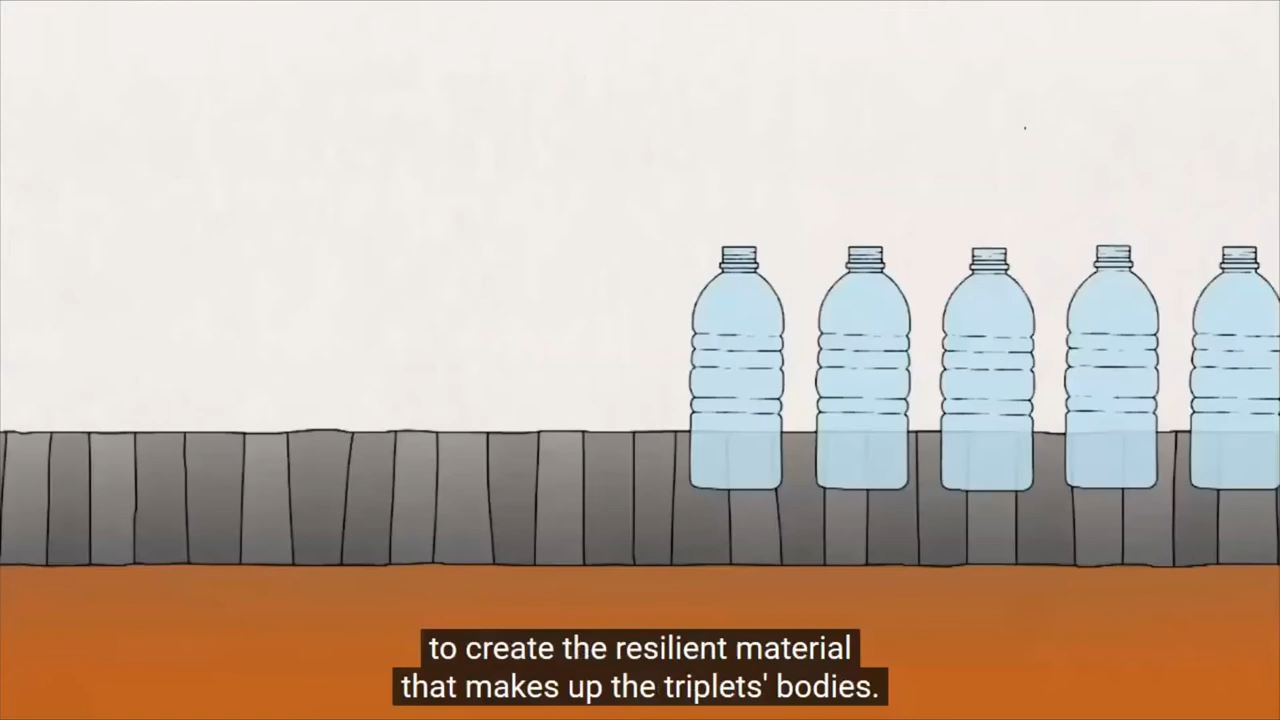 to create the resilient material
that makes up the triplets' bodies.